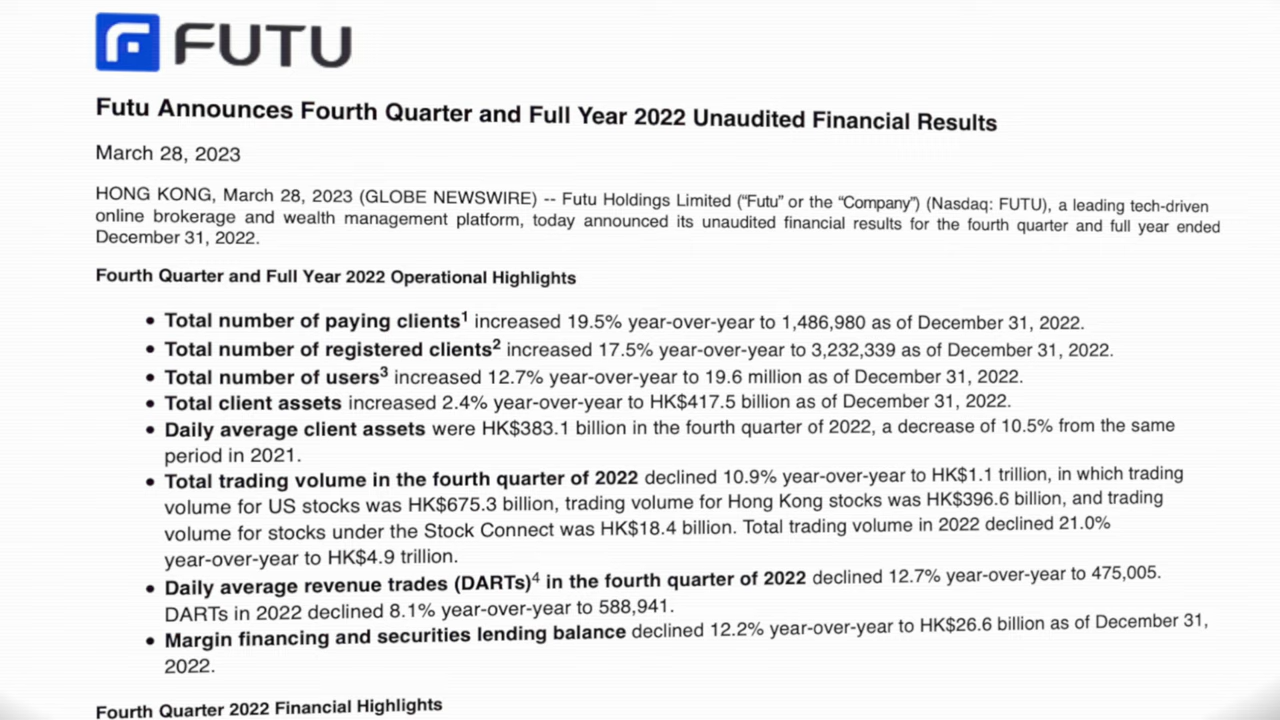 FUTU
Futu Announces Fourth Quarter and Full Year 2022 Unaudited Financial Results
March 28, 2023
HONG KONG, March 28, 2023 (GLOBE NEWSWIRE) -- Futu Holdings Limited (“Futu” or the “Company”) (Nasdaq: FUTU), a leading tech-driven
online brokerage and wealth management platform, today announced its unaudited financial results for the fourth quarter and full year ended
December 31, 2022.
Fourth Quarter and Full Year 2022 Operational Highlights
• Total number of paying clients¹ increased 19.5% year-over-year to 1,486,980 as of December 31, 2022.
• Total number of registered clients² increased 17.5% year-over-year to 3,232,339 as of December 31, 2022.
• Total number of users³ increased 12.7% year-over-year to 19.6 million as of December 31, 2022.
• Total client assets increased 2.4% year-over-year to HK$417.5 billion as of December 31, 2022.
• Daily average client assets were HK$383.1 billion in the fourth quarter of 2022, a decrease of 10.5% from the same
period in 2021.
• Total trading volume in the fourth quarter of 2022 declined 10.9% year-over-year to HK$1.1 trillion, in which trading
volume for US stocks was HK$675.3 billion, trading volume for Hong Kong stocks was HK$396.6 billion, and trading
volume for stocks under the Stock Connect was HK$18.4 billion. Total trading volume in 2022 declined 21.0%
year-over-year to HK$4.9 trillion.
• Daily average revenue trades (DARTs)⁴ in the fourth quarter of 2022 declined 12.7% year-over-year to 475,005.
DARTs in 2022 declined 8.1% year-over-year to 588,941.
• Margin financing and securities lending balance declined 12.2% year-over-year to HK$26.6 billion as of December 31,
2022.
Fourth Quarter 2022 Financial Highlights